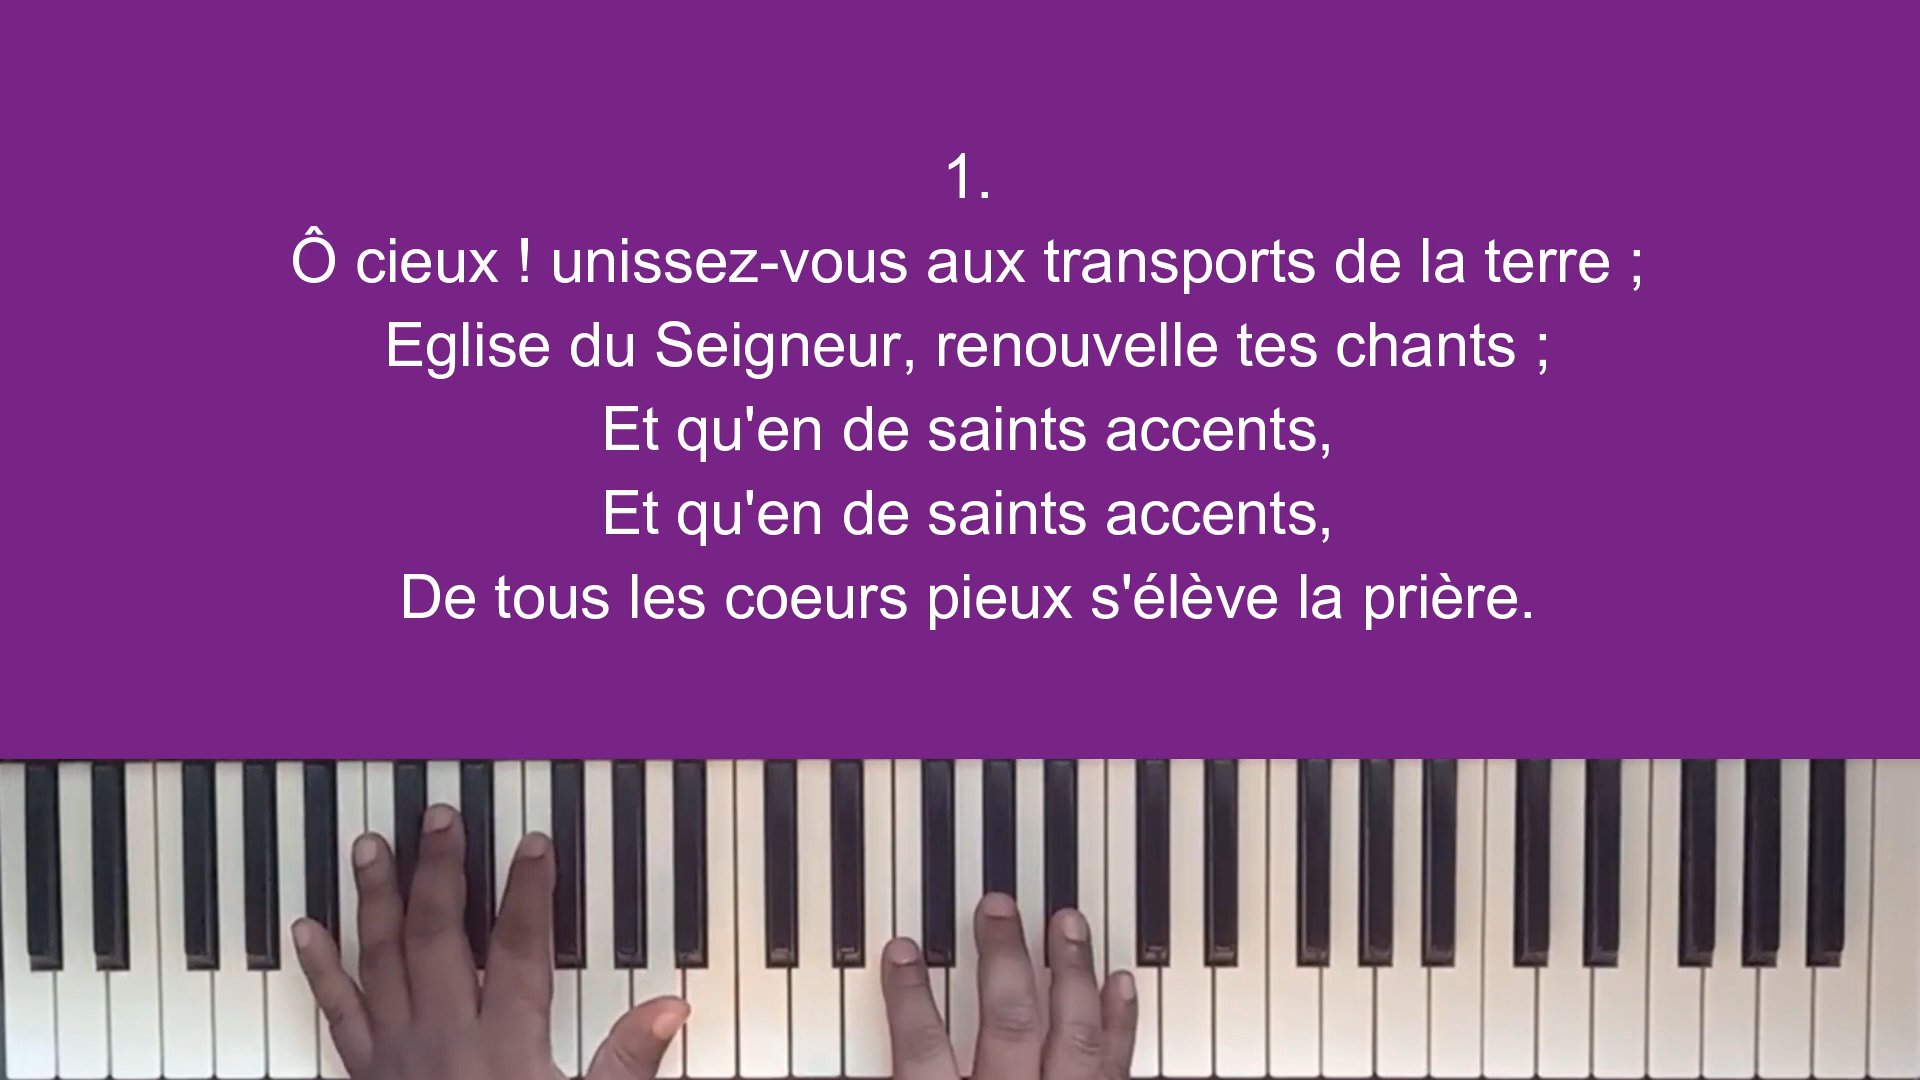 1.
Ô cieux ! unissez-vous aux transports de la terre ;
Eglise du Seigneur, renouvelle tes chants ;
Et qu'en de saints accents,
Et qu'en de saints accents,
De tous les coeurs pieux s'élève la prière.